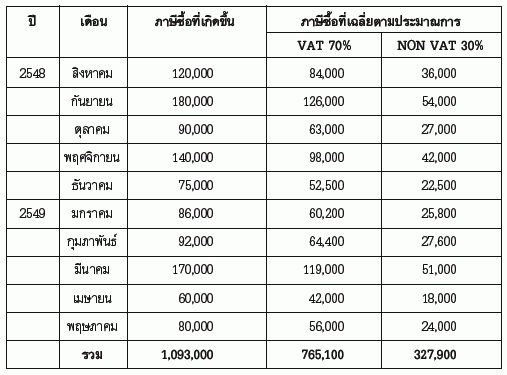 ปี เดือน ภาษีซื้อที่เกิดขึ้น ภาษีซื้อที่เฉลี่ยตามประมาณการ
VAT 70% NON VAT 30%
2548 สิงหาคม 120,000 84,000 36,000
กันยายน 180,000 126,000 54,000
ตุลาคม 90,000 63,000 27,000
พฤศจิกายน 140,000 98,000 42,000
ธันวาคม 75,000 52,500 22,500
2549 มกราคม 86,000 60,200 25,800
กุมภาพันธ์ 92,000 64,400 27,600
มีนาคม 170,000 119,000 51,000
เมษายน 60,000 42,000 18,000
พฤษภาคม 80,000 56,000 24,000
รวม 1,093,000 765,100 327,900